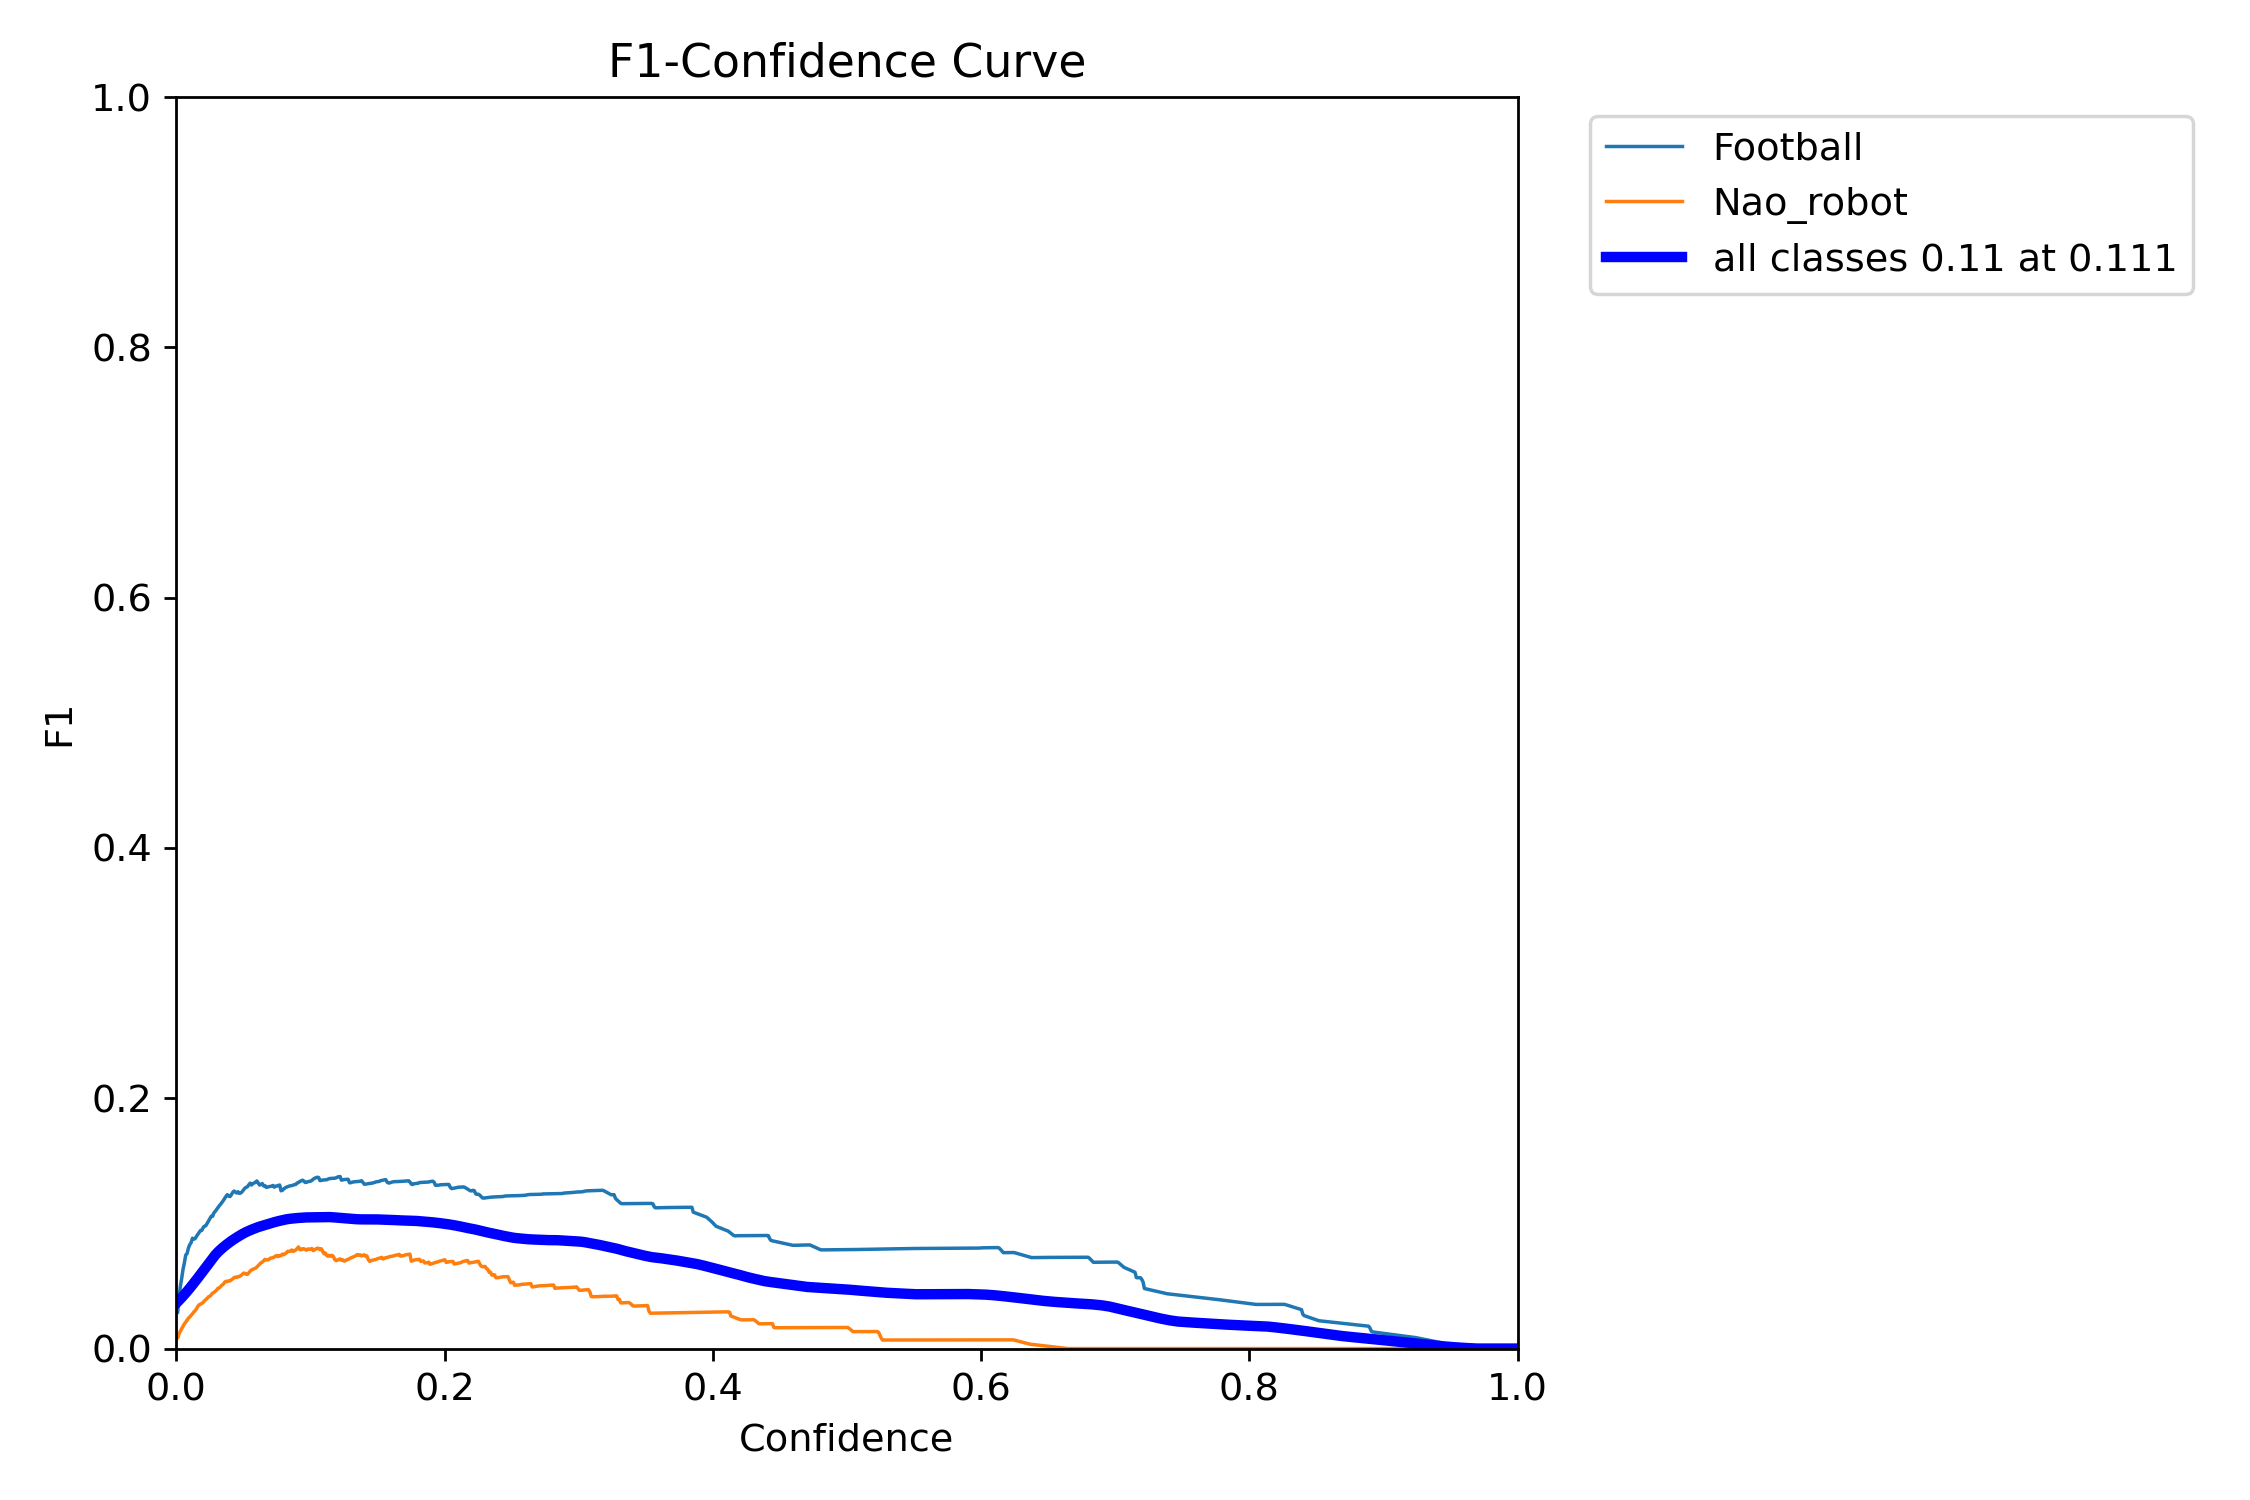 F1-Confidence Curve
1.0
0.8
0.6
0.4
0.2
0.0
F1
0.0 0.2 0.4 0.6 0.8 1.0
Confidence
Football
Nao_robot
all classes 0.11 at 0.111